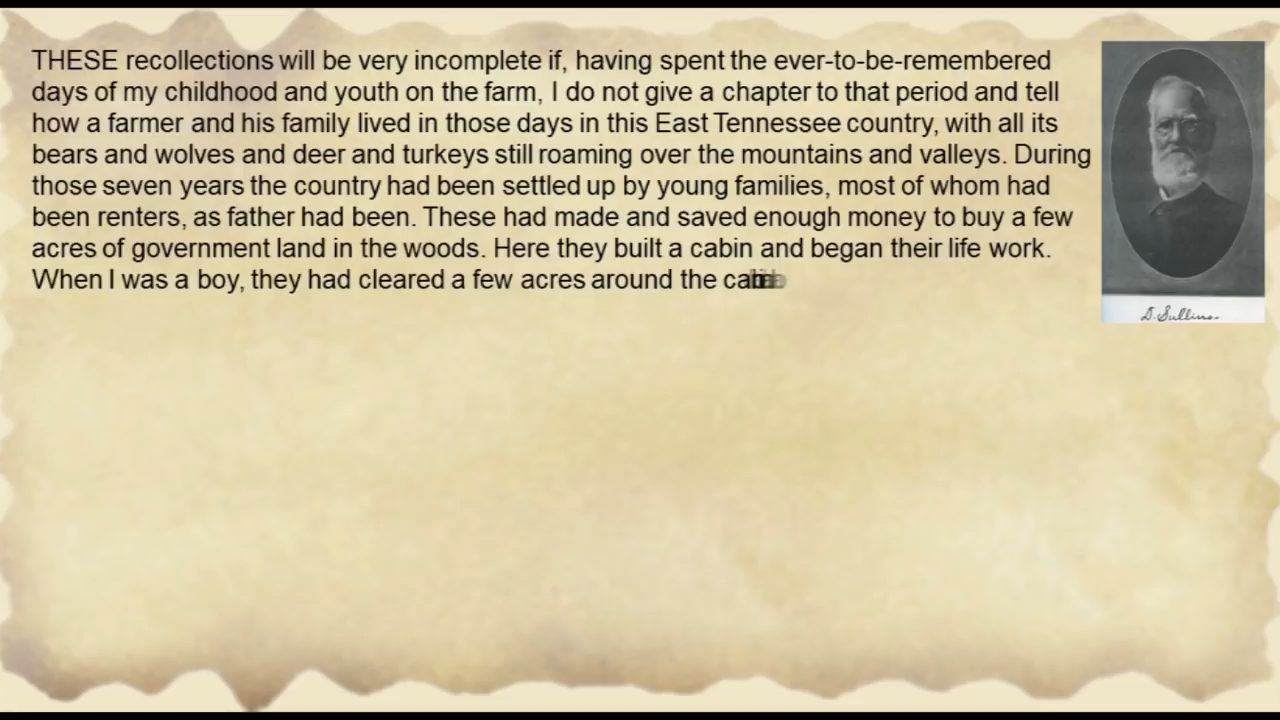 THESE recollections will be very incomplete if, having spent the ever-to-be-remembered
days of my childhood and youth on the farm, I do not give a chapter to that period and tell
how a farmer and his family lived in those days in this East Tennessee country, with all its
bears and wolves and deer and turkeys still roaming over the mountains and valleys. During
those seven years the country had been settled up by young families, most of whom had
been renters, as father had been. These had made and saved enough money to buy a few
acres of government land in the woods. Here they built a cabin and began their life work.
When I was a boy, they had cleared a few acres around the
D. Sullins.